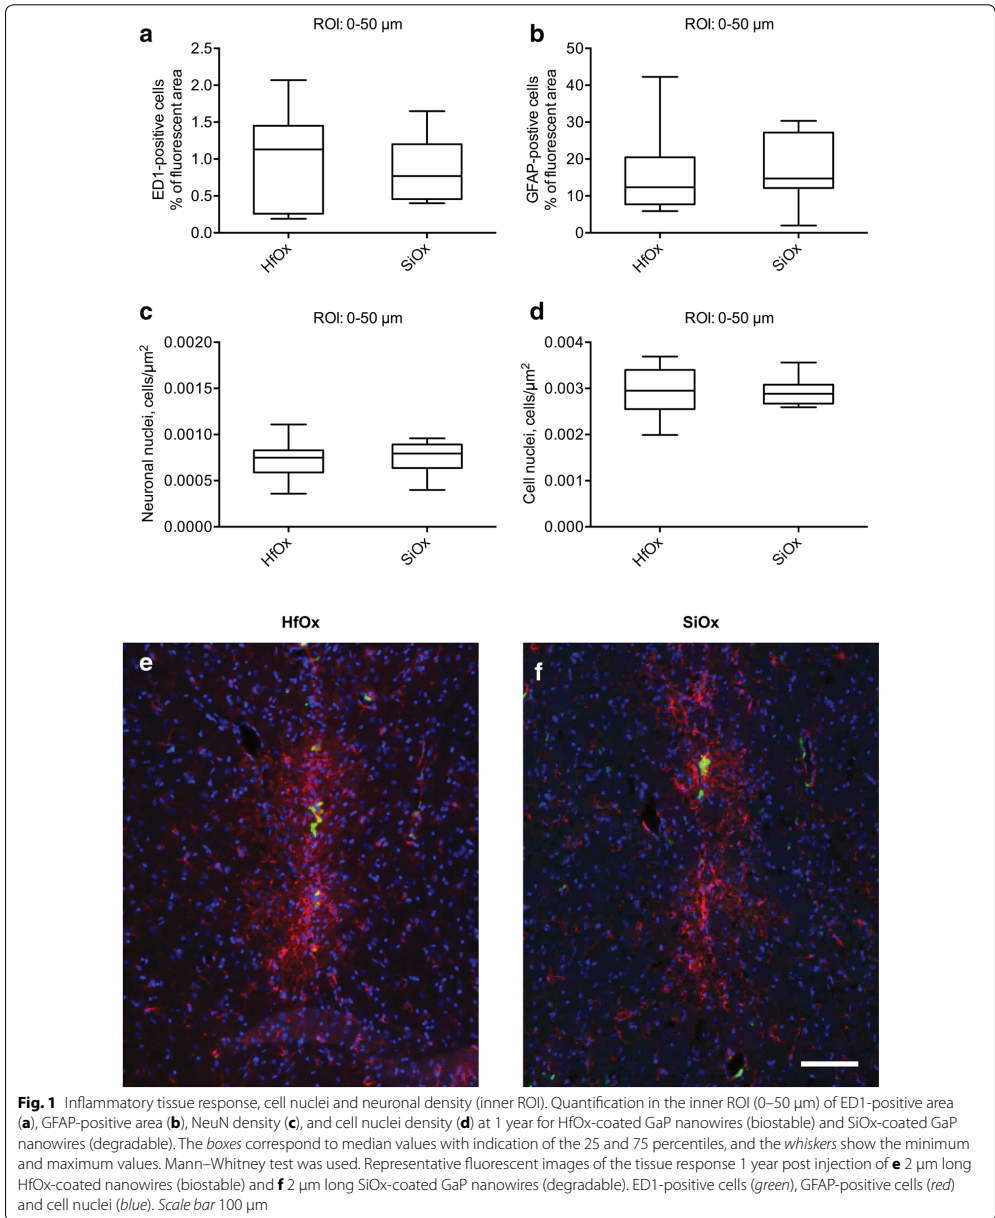 a
ROI: 0-50 µm
ED1-positive cells
% of fluorescent area
2.5
2.0
1.5
1.0
0.5
0.0
HfOx
SiOx
b
ROI: 0-50 µm
GFAP-postive cells
% of fluorescent area
50
40
30
20
10
0
HfOx
SiOx
c
ROI: 0-50 µm
Neuronal nuclei, cells/µm²
0.0020
0.0015
0.0010
0.0005
0.0000
HfOx
SiOx
d
ROI: 0-50 µm
Cell nuclei, cells/µm²
0.004
0.003
0.002
0.001
0.000
HfOx
SiOx
HfOx
SiOx
e
f
Fig. 1 Inflammatory tissue response, cell nuclei and neuronal density (inner ROI). Quantification in the inner ROI (0–50 µm) of ED1-positive area
(a), GFAP-positive area (b), NeuN density (c), and cell nuclei density (d) at 1 year for HfOx-coated GaP nanowires (biostable) and SiOx-coated GaP
nanowires (degradable). The boxes correspond to median values with indication of the 25 and 75 percentiles, and the whiskers show the minimum
and maximum values. Mann–Whitney test was used. Representative fluorescent images of the tissue response 1 year post injection of e 2 µm long
HfOx-coated nanowires (biostable) and f 2 µm long SiOx-coated GaP nanowires (degradable). ED1-positive cells (green), GFAP-positive cells (red)
and cell nuclei (blue). Scale bar 100 µm